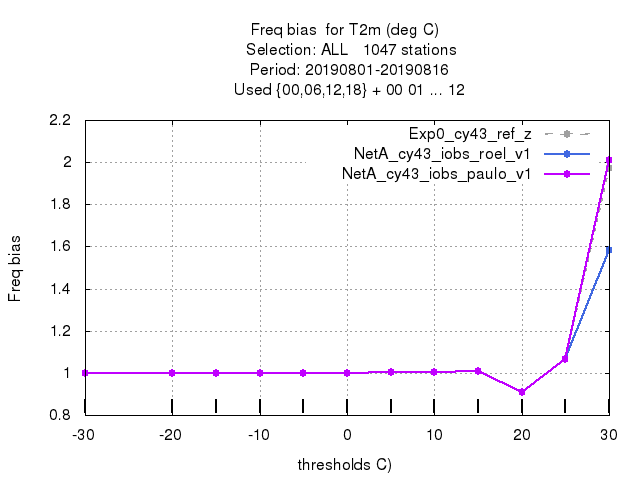 Freq bias  for T2m (deg C)
Selection: ALL   1047 stations
Period: 20190801-20190816
Used {00,06,12,18} + 00 01 ... 12
Exp0_cy43_ref_z
NetA_cy43_iobs_roel_v1
NetA_cy43_iobs_paulo_v1
Freq bias
2.2
2
1.8
1.6
1.4
1.2
1
0.8
-30 -20 -10 0 10 20 30
thresholds C)